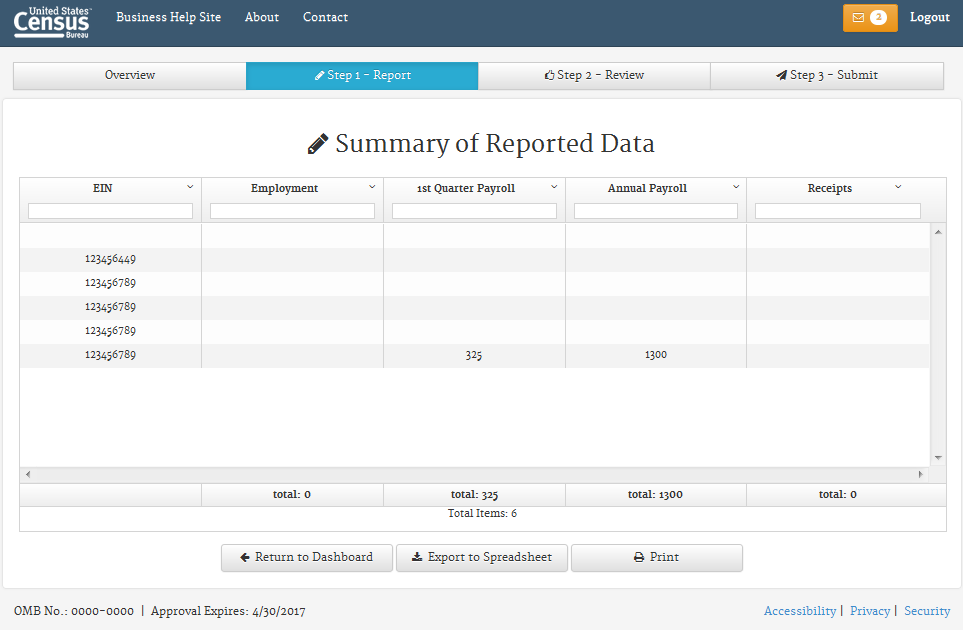 United States
Census
Bureau
Business Help Site About Contact 2 Logout
Overview Step 1 - Report Step 2 - Review Step 3 - Submit
Summary of Reported Data
EIN Employment 1st Quarter Payroll Annual Payroll Receipts
123456449
123456789
123456789
123456789
123456789 325 1300
total: 0 total: 325 total: 1300 total: 0
Total Items: 6
Return to Dashboard Export to Spreadsheet Print
OMB No.: 0000-0000 | Approval Expires: 4/30/2017 Accessibility | Privacy | Security